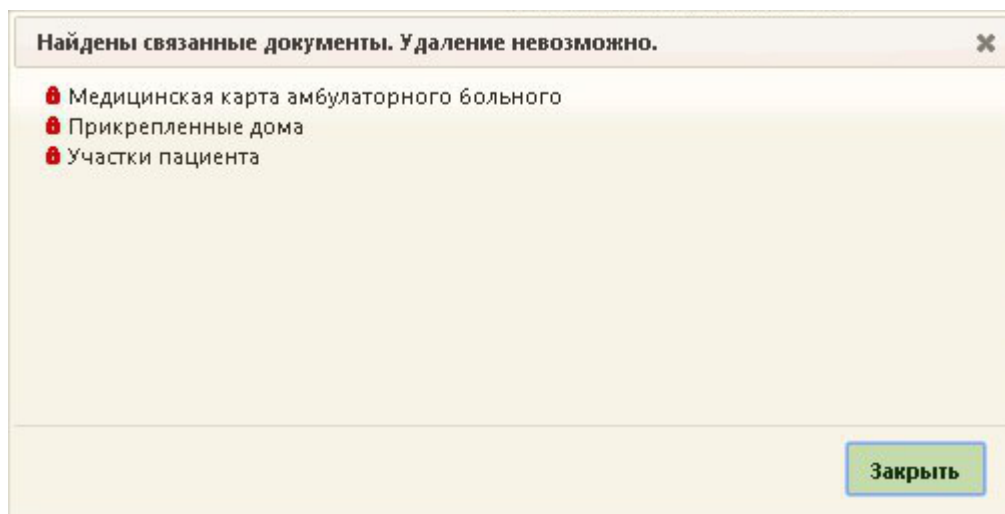 Найдены связанные документы. Удаление невозможно.
Медицинская карта амбулаторного больного
Прикрепленные дома
Участки пациента
Закрыть